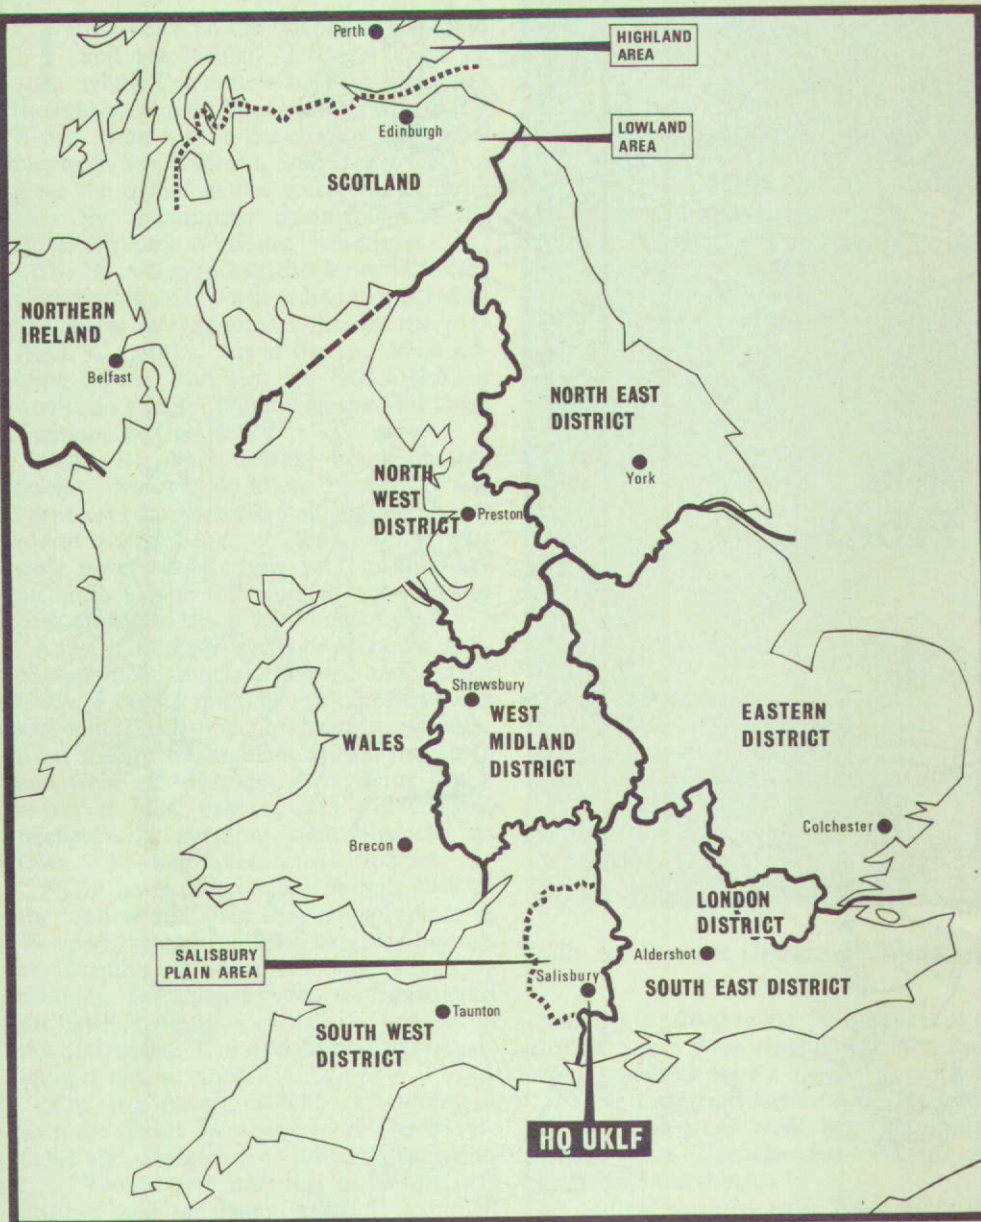 Perth
HIGHLAND
AREA
Edinburgh
LOWLAND
AREA
SCOTLAND
NORTHERN
IRELAND
Belfast
NORTH EAST
DISTRICT
York
NORTH
WEST
DISTRICT
Preston
Shrewsbury
WEST
MIDLAND
DISTRICT
WALES
EASTERN
DISTRICT
Colchester
Brecon
LONDON
DISTRICT
SALISBURY
PLAIN AREA
Salisbury
Aldershot
SOUTH EAST DISTRICT
Taunton
SOUTH WEST
DISTRICT
HQ UKLF